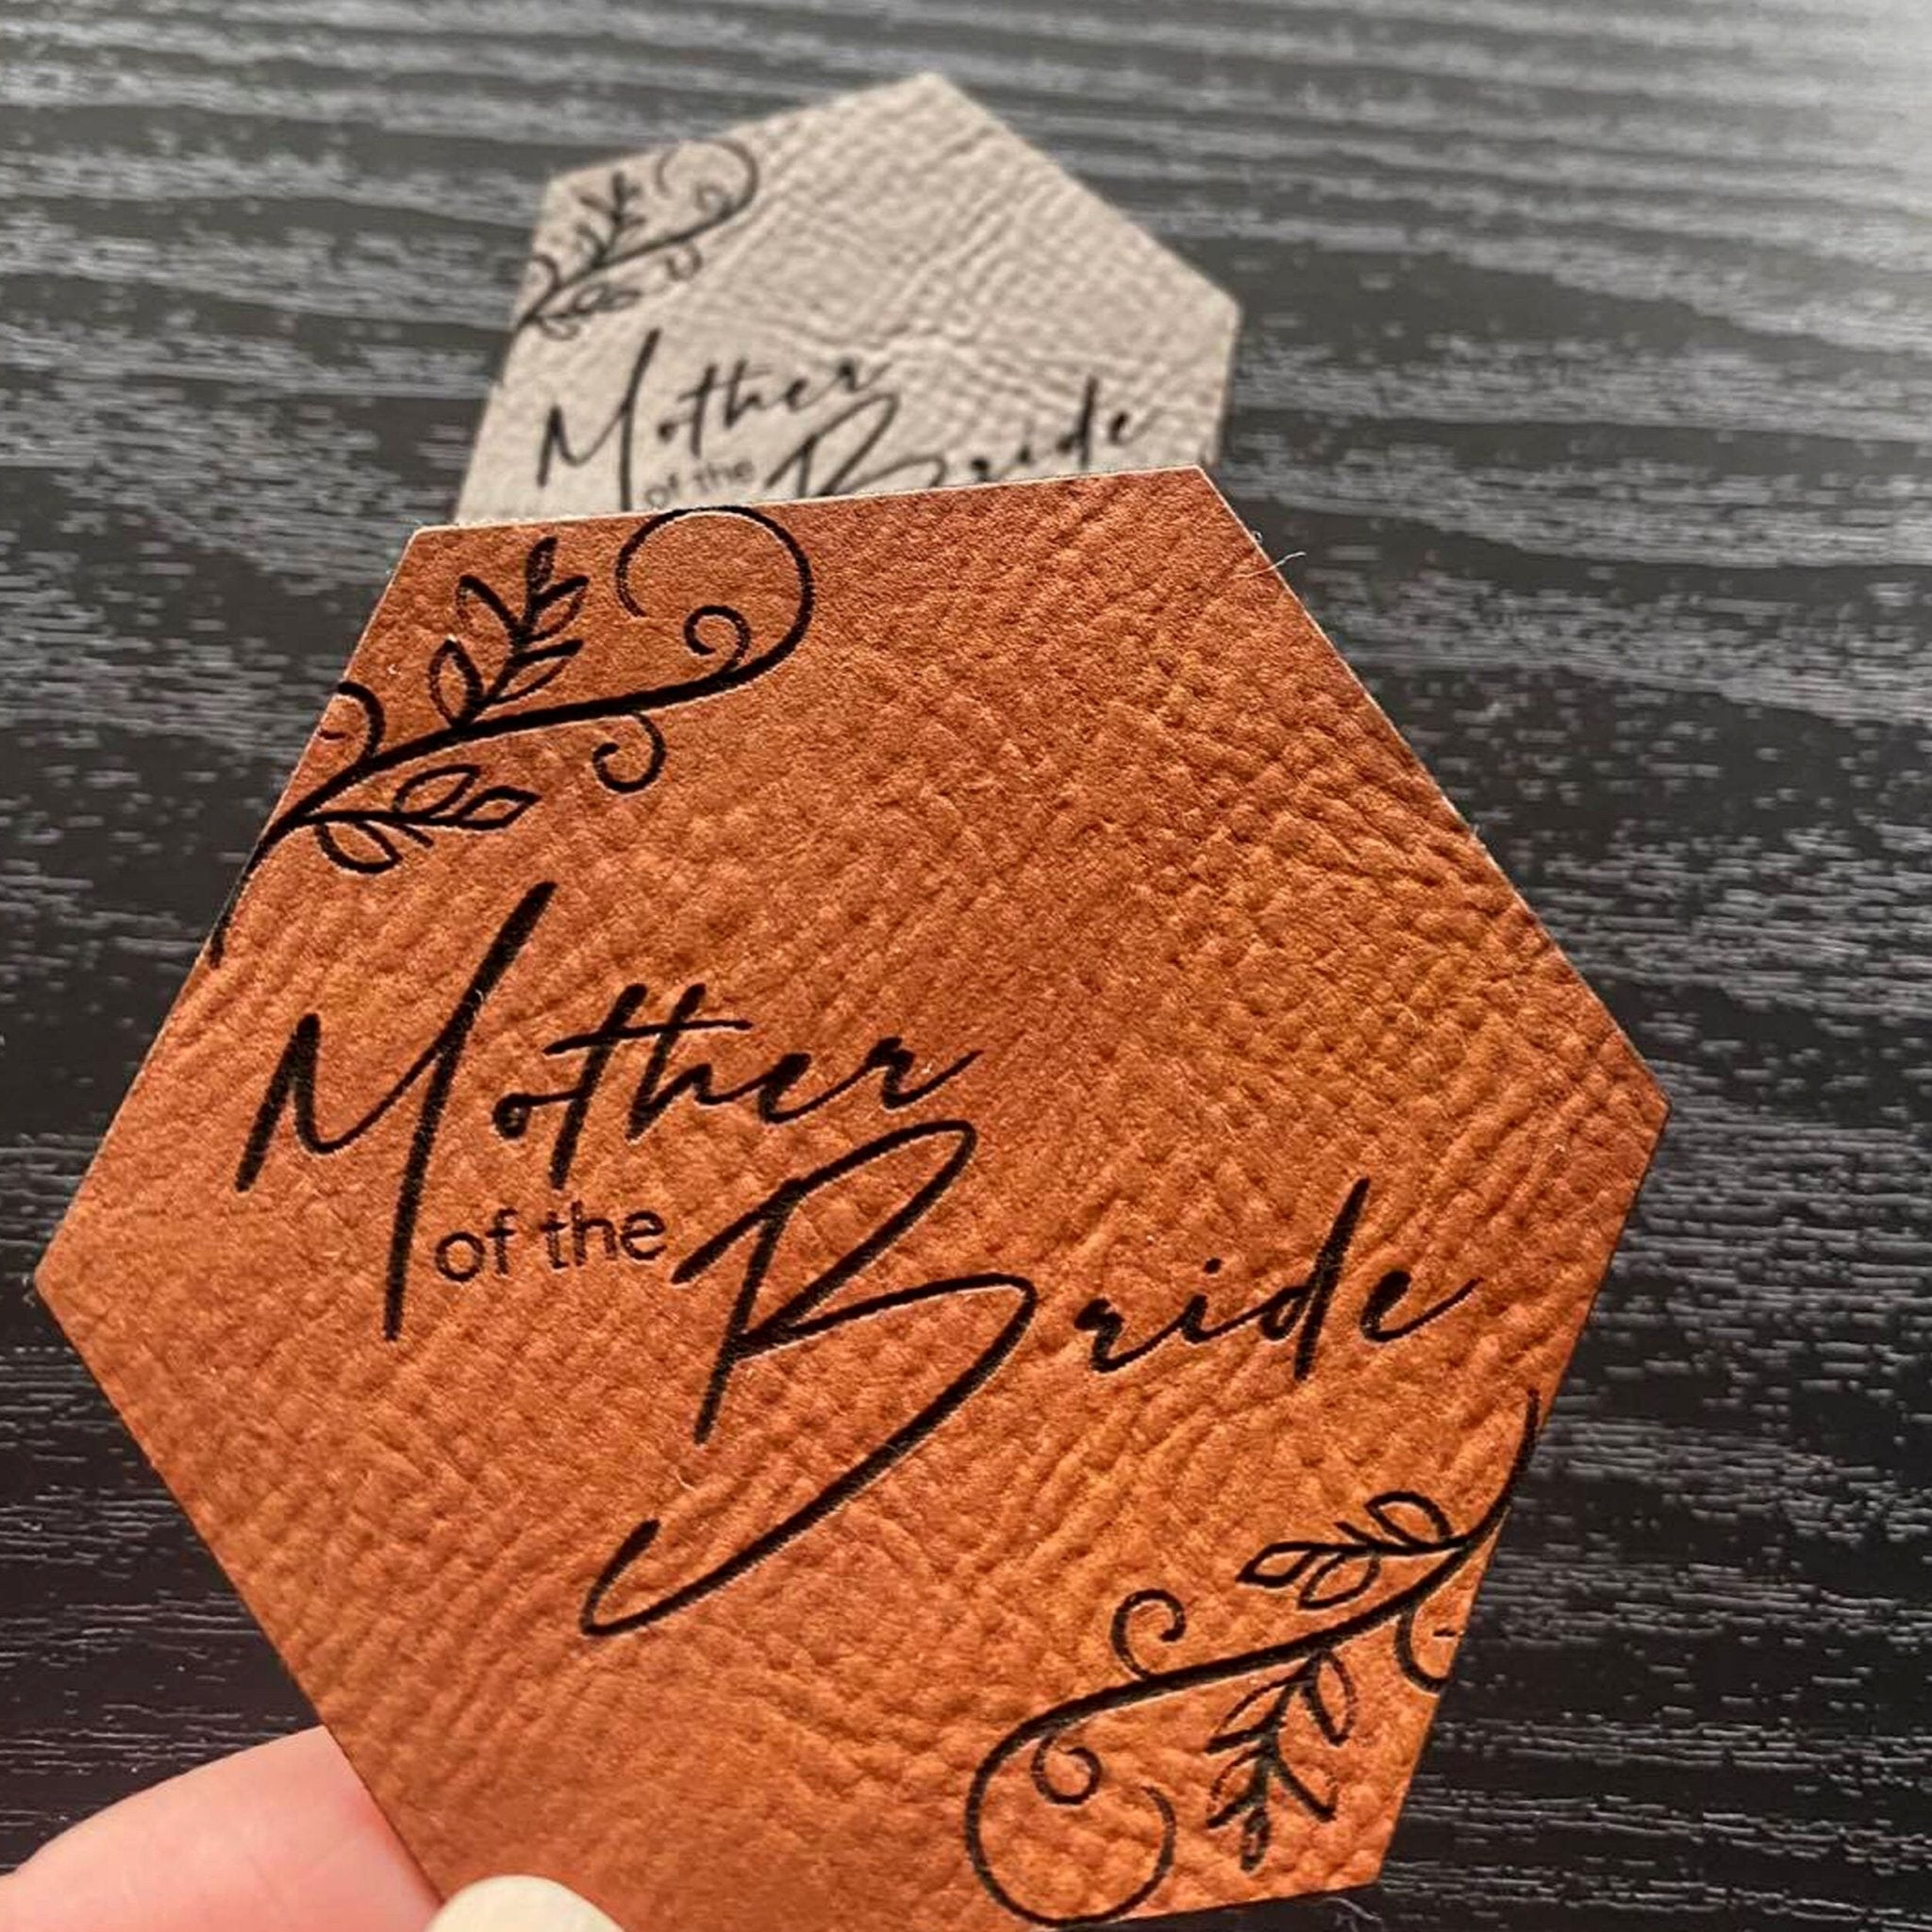 Mother
of the Bride
Mother
of the Bride